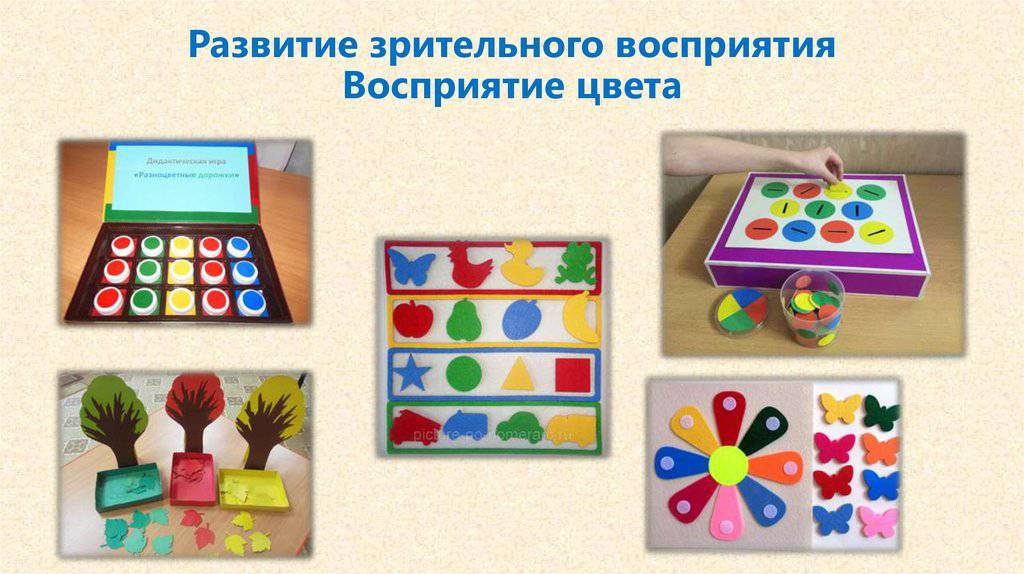 Развитие зрительного восприятия
Восприятие цвета
Дидактическая игра
«Разноцветные дорожки»